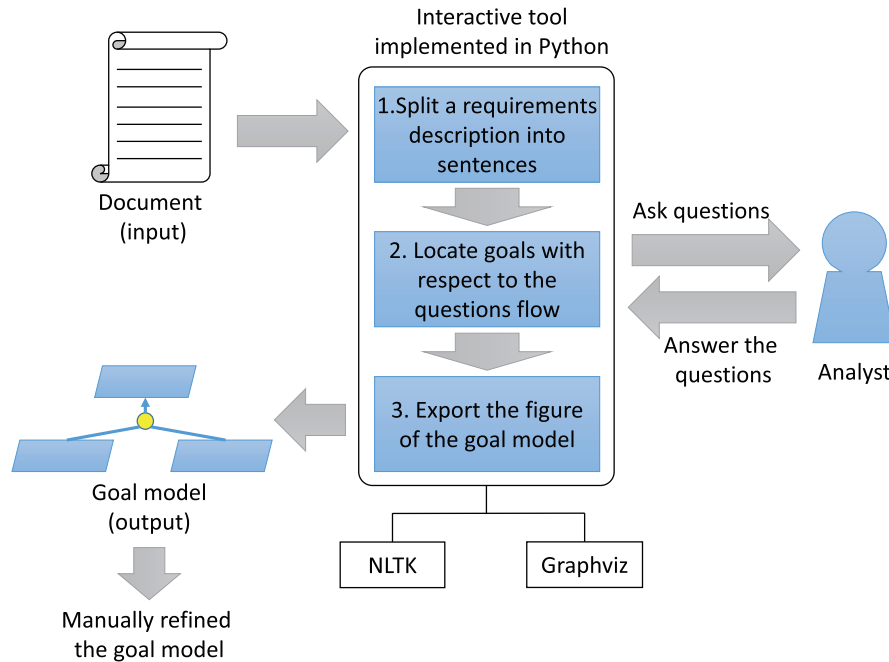 Interactive tool
implemented in Python
1.Split a requirements
description into
sentences
Document
(input)
2. Locate goals with
respect to the
questions flow
Ask questions
Answer the
questions
Analyst
3. Export the figure
of the goal model
Goal model
(output)
NLTK
Graphviz
Manually refined
the goal model